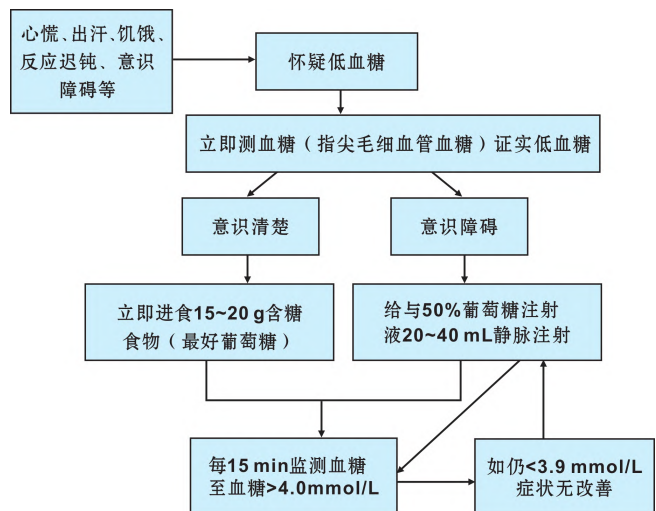 心慌、出汗、饥饿、
反应迟钝、意识
障碍等
怀疑低血糖
立即测血糖（指尖毛细血管血糖）证实低血糖
意识清楚
意识障碍
立即进食15~20 g含糖
食物（最好葡萄糖）
给与50%葡萄糖注射
液20~40 mL静脉注射
每15 min监测血糖
至血糖>4.0mmol/L
如仍<3.9 mmol/L
症状无改善